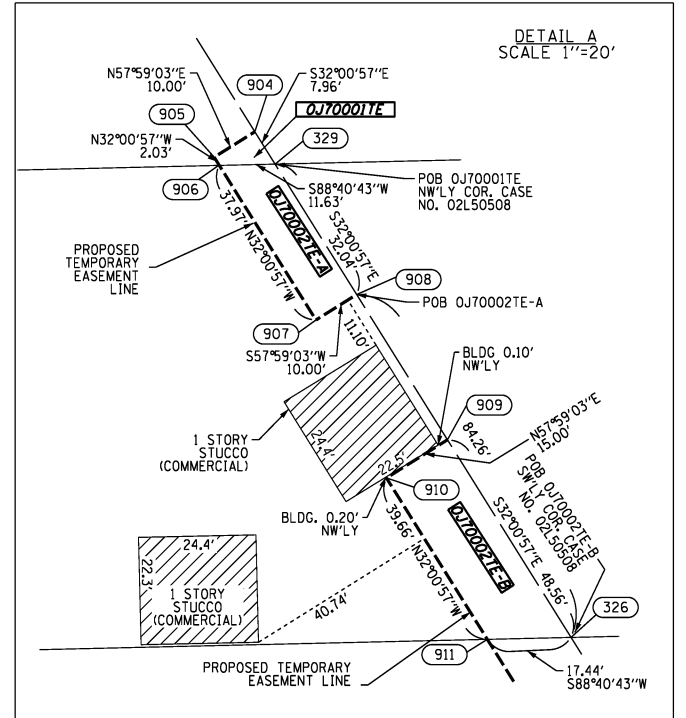 DETAIL A
SCALE 1''=20'
N57°59'03''E
10.00'
904
S32°00'57''E
7.96'
905
0J70001TE
329
N32°00'57''W
2.03'
906
S88°40'43''W
11.63'
POB 0J70001TE
NW'LY COR. CASE
NO. 02L50508
37.97' N32°00'57''W
0J70002TE-A
S32°00'57''E
32.04'
PROPOSED
TEMPORARY
EASEMENT
LINE
908
POB 0J70002TE-A
907
S57°59'03''W
10.00'
11.10'
BLDG 0.10'
NW'LY
909
84.26'
N57°59'03''E
15.00'
1 STORY
STUCCO
(COMMERCIAL)
24.4'
22.5'
910
POB 0J70002TE-B
SW'LY COR. CASE
NO. 02L50508
BLDG. 0.20'
NW'LY
39.66' N32°00'57''W
0J70002TE-B
S32°00'57''E 48.56'
24.4'
22.3'
1 STORY
STUCCO
(COMMERCIAL)
40.74'
326
PROPOSED TEMPORARY
EASEMENT LINE
911
17.44'
S88°40'43''W